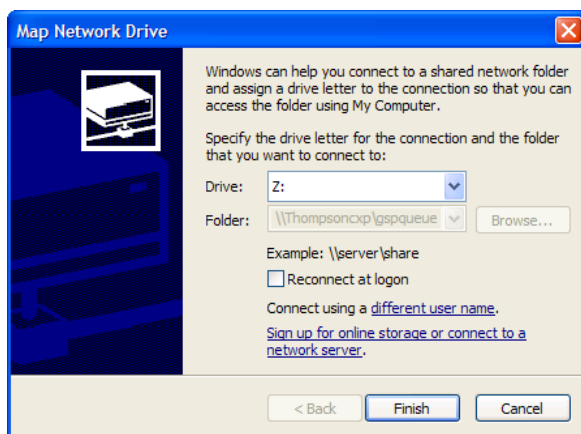 Map Network Drive
Windows can help you connect to a shared network folder
and assign a drive letter to the connection so that you can
access the folder using My Computer.
Specify the drive letter for the connection and the folder
that you want to connect to:
Drive: Z:
Folder: \\Thompsoncxp\gspqueue Browse...
Example: \\server\share
Reconnect at logon
Connect using a different user name.
Sign up for online storage or connect to a
network server.
< Back Finish Cancel